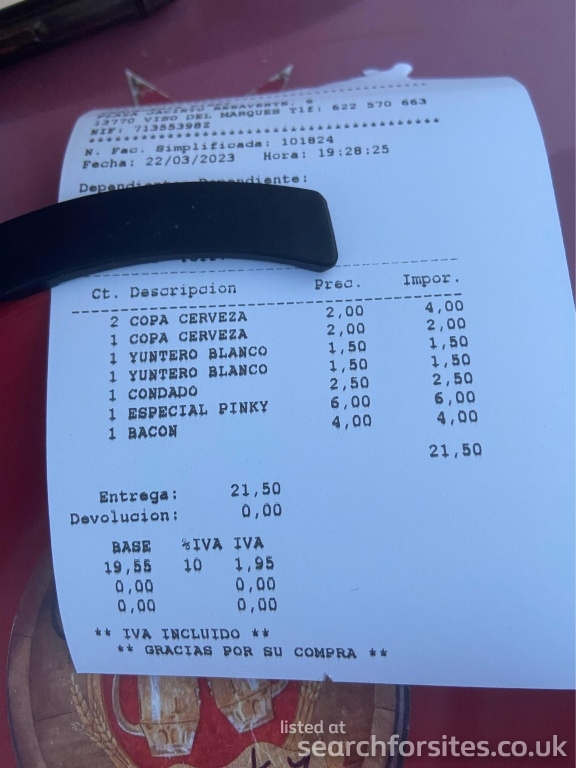 PLAZA JACINTO BENAVENTE, 8
13770 VISO DEL MARQUES Tlf: 622 570 663
NIF: 71355398Z
N. Fac. Simplificada: 101824
Fecha: 22/03/2023 Hora: 19:28:25
Dependiente: Dependiente:
Ct. Descripcion Prec. Impor.
2 COPA CERVEZA 2,00 4,00
1 COPA CERVEZA 2,00 2,00
1 YUNTERO BLANCO 1,50 1,50
1 YUNTERO BLANCO 1,50 1,50
1 CONDADO 2,50 2,50
1 ESPECIAL PINKY 6,00 6,00
1 BACON 4,00 4,00
21,50
Entrega: 21,50
Devolucion: 0,00
BASE %IVA IVA
19,55 10 1,95
0,00 0,00
0,00 0,00
** IVA INCLUIDO **
** GRACIAS POR SU COMPRA **
listed at
searchforsites.co.uk